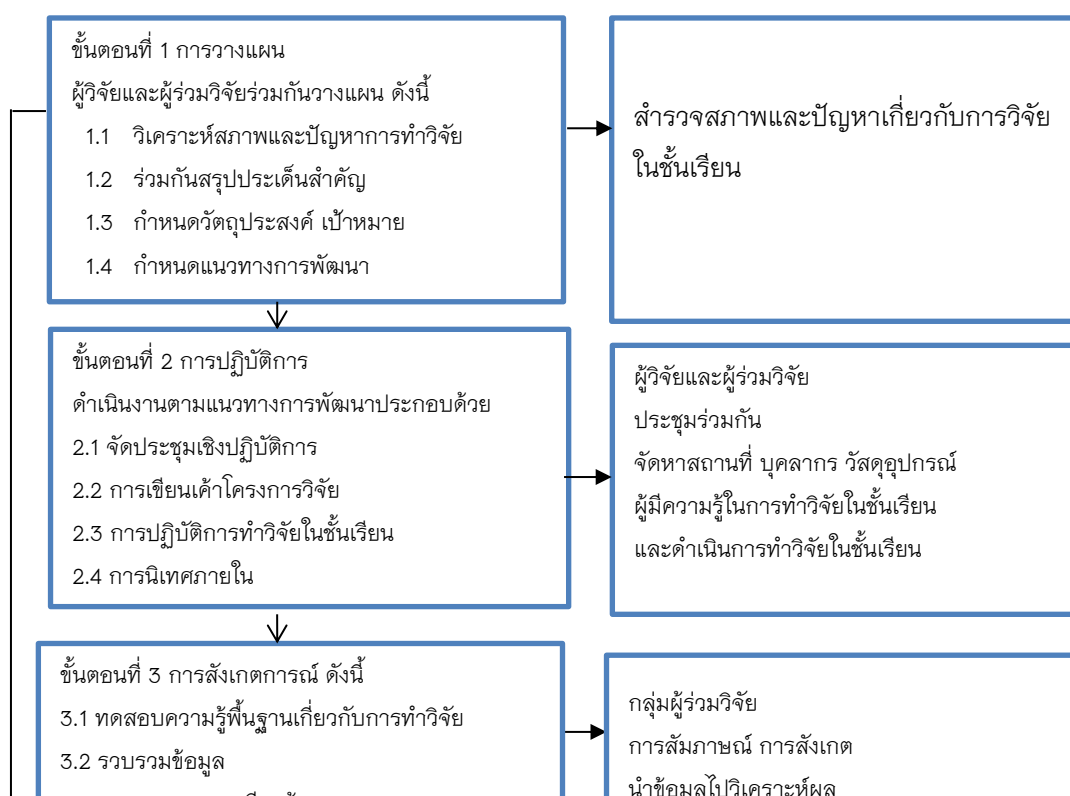 ขั้นตอนที่ 1 การวางแผน
ผู้วิจัยและผู้ร่วมวิจัยร่วมกันวางแผน ดังนี้
1.1 วิเคราะห์สภาพและปัญหาการทำวิจัย
1.2 ร่วมกันสรุปประเด็นสำคัญ
1.3 กำหนดวัตถุประสงค์ เป้าหมาย
1.4 กำหนดแนวทางการพัฒนา
สำรวจสภาพและปัญหาเกี่ยวกับการวิจัย
ในชั้นเรียน
ขั้นตอนที่ 2 การปฏิบัติการ
ดำเนินงานตามแนวทางการพัฒนาประกอบด้วย
2.1 จัดประชุมเชิงปฏิบัติการ
2.2 การเขียนเค้าโครงการวิจัย
2.3 การปฏิบัติการทำวิจัยในชั้นเรียน
2.4 การนิเทศภายใน
ผู้วิจัยและผู้ร่วมวิจัย
ประชุมร่วมกัน
จัดหาสถานที่ บุคลากร วัสดุอุปกรณ์
ผู้มีความรู้ในการทำวิจัยในชั้นเรียน
และดำเนินการทำวิจัยในชั้นเรียน
ขั้นตอนที่ 3 การสังเกตการณ์ ดังนี้
3.1 ทดสอบความรู้พื้นฐานเกี่ยวกับการทำวิจัย
3.2 รวบรวมข้อมูล
กลุ่มผู้ร่วมวิจัย
การสัมภาษณ์ การสังเกต
นำข้อมูลไปวิเคราะห์ผล